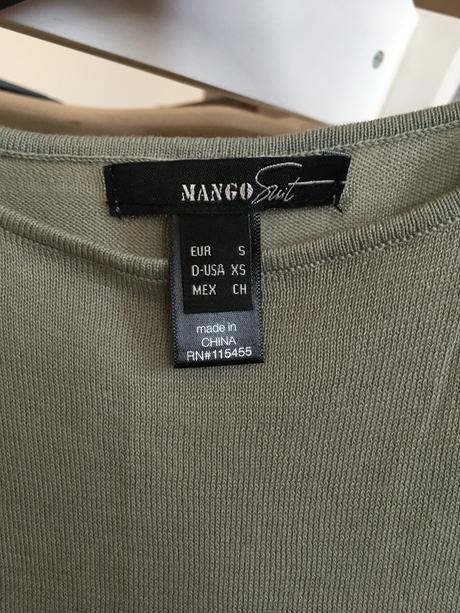 MANGO Suit
EUR S
D-USA XS
MEX CH
made in
CHINA
RN#115455